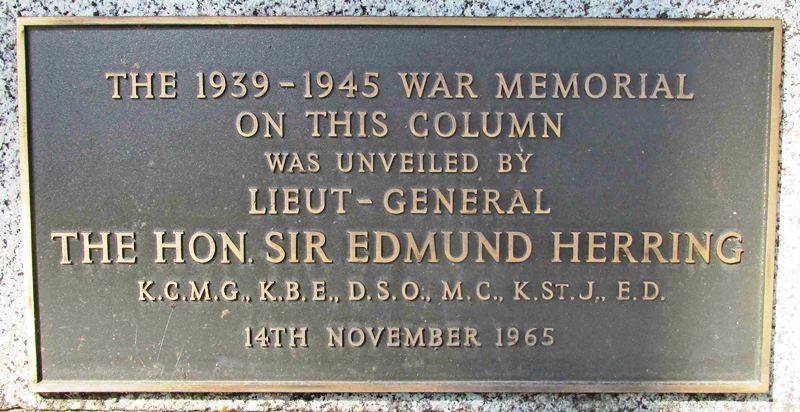 THE 1939-1945 WAR MEMORIAL
ON THIS COLUMN
WAS UNVEILED BY
LIEUT-GENERAL
THE HON. SIR EDMUND HERRING
K.C.M.G., K.B.E., D.S.O., M.C., K.ST.J., E.D.
14TH NOVEMBER 1965